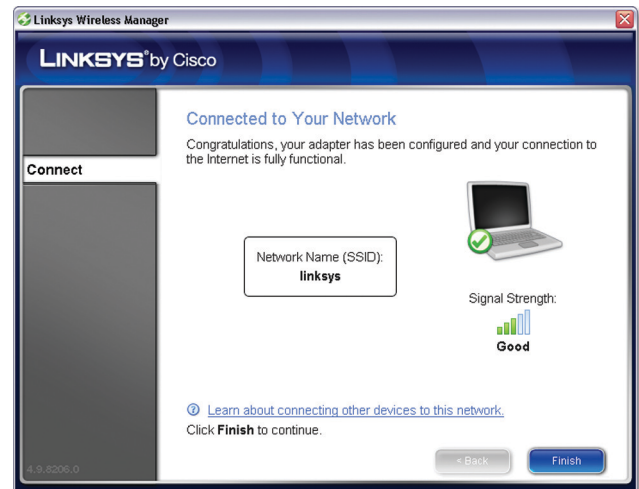 Linksys Wireless Manager
LINKSYS® by Cisco
Connect
Connected to Your Network
Congratulations, your adapter has been configured and your connection to
the Internet is fully functional.
Network Name (SSID):
linksys
Signal Strength:
Good
Learn about connecting other devices to this network.
Click Finish to continue.
4.9.8206.0
< Back
Finish